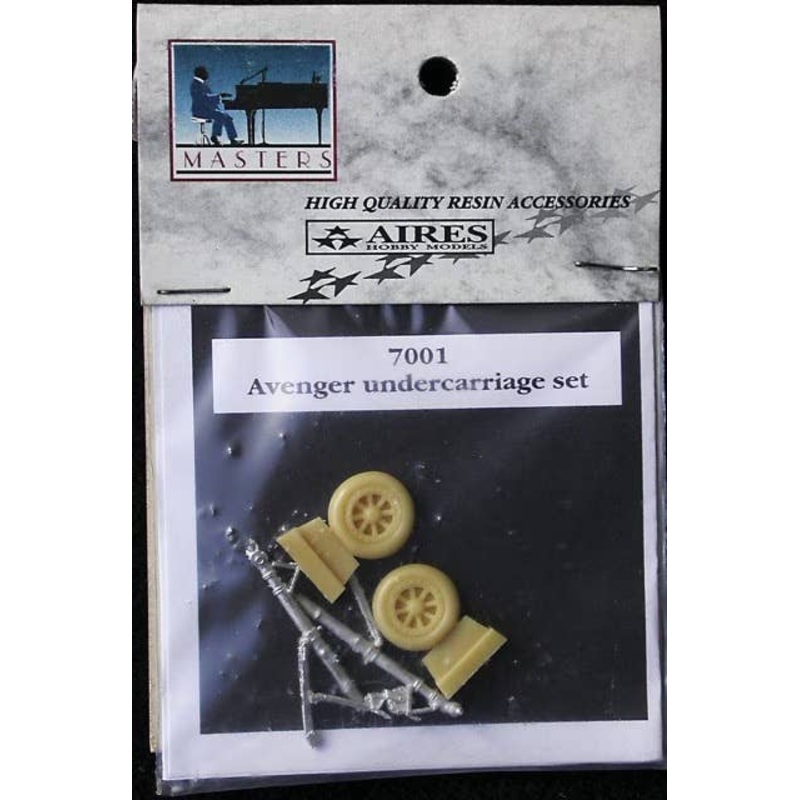 MASTERS
HIGH QUALITY RESIN ACCESSORIES
AIRES
HOBBY MODELS
7001
Avenger undercarriage set